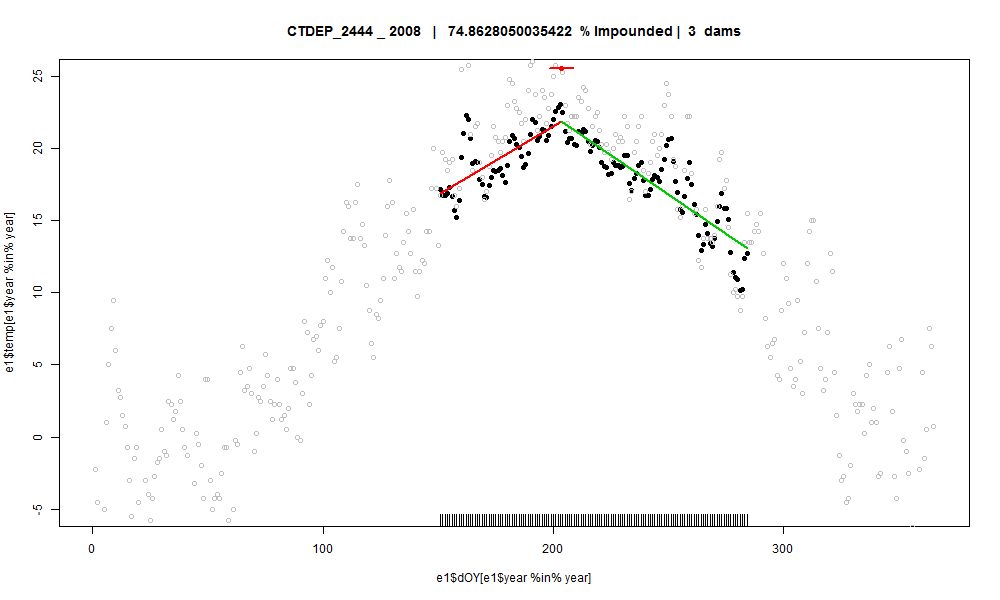 CTDEP_2444 _ 2008 | 74.8628050035422 % Impounded | 3 dams
e1$temp[e1$year %in% year]
25
20
15
10
5
0
-5
0 100 200 300
e1$dOY[e1$year %in% year]